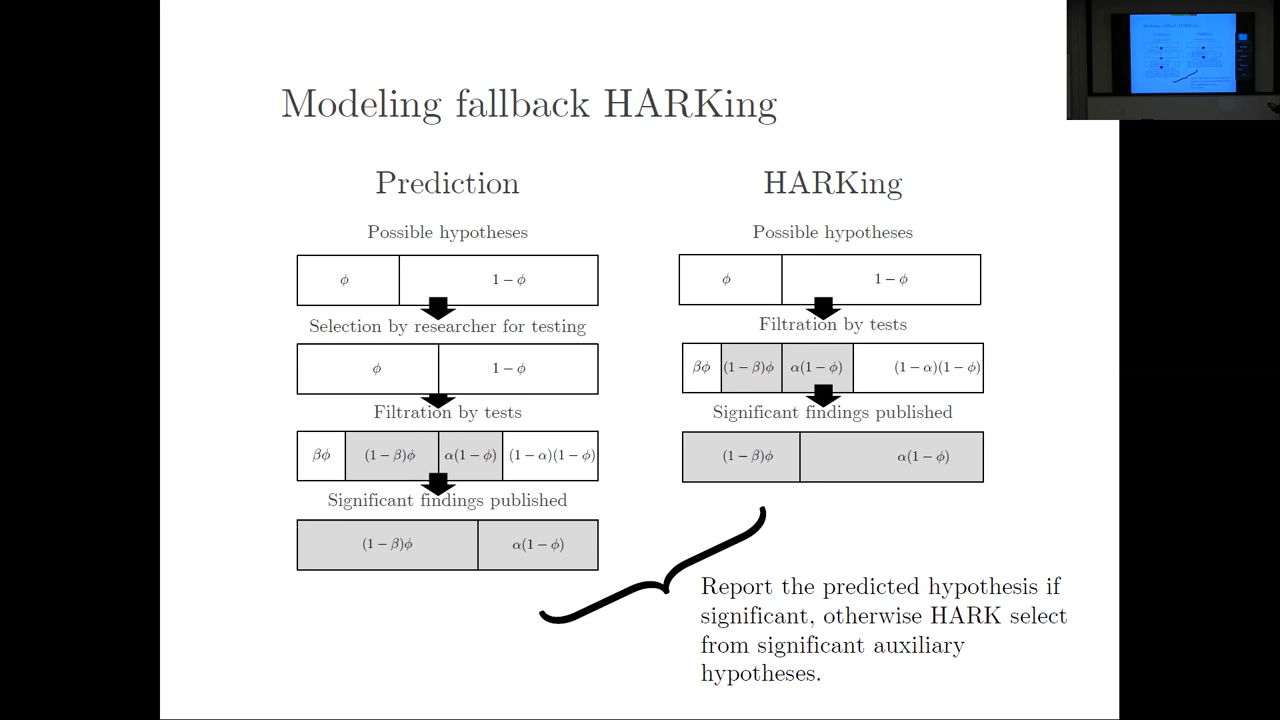 Modeling fallback HARKing
Prediction
Possible hypotheses
ϕ
1 − ϕ
Selection by researcher for testing
ϕ
1 − ϕ
Filtration by tests
βϕ
(1 − β)ϕ
α(1 − ϕ)
(1 − α)(1 − ϕ)
Significant findings published
(1 − β)ϕ
α(1 − ϕ)
HARKing
Possible hypotheses
ϕ
1 − ϕ
Filtration by tests
βϕ
(1 − β)ϕ
α(1 − ϕ)
(1 − α)(1 − ϕ)
Significant findings published
(1 − β)ϕ
α(1 − ϕ)
Report the predicted hypothesis if
significant, otherwise HARK select
from significant auxiliary
hypotheses.